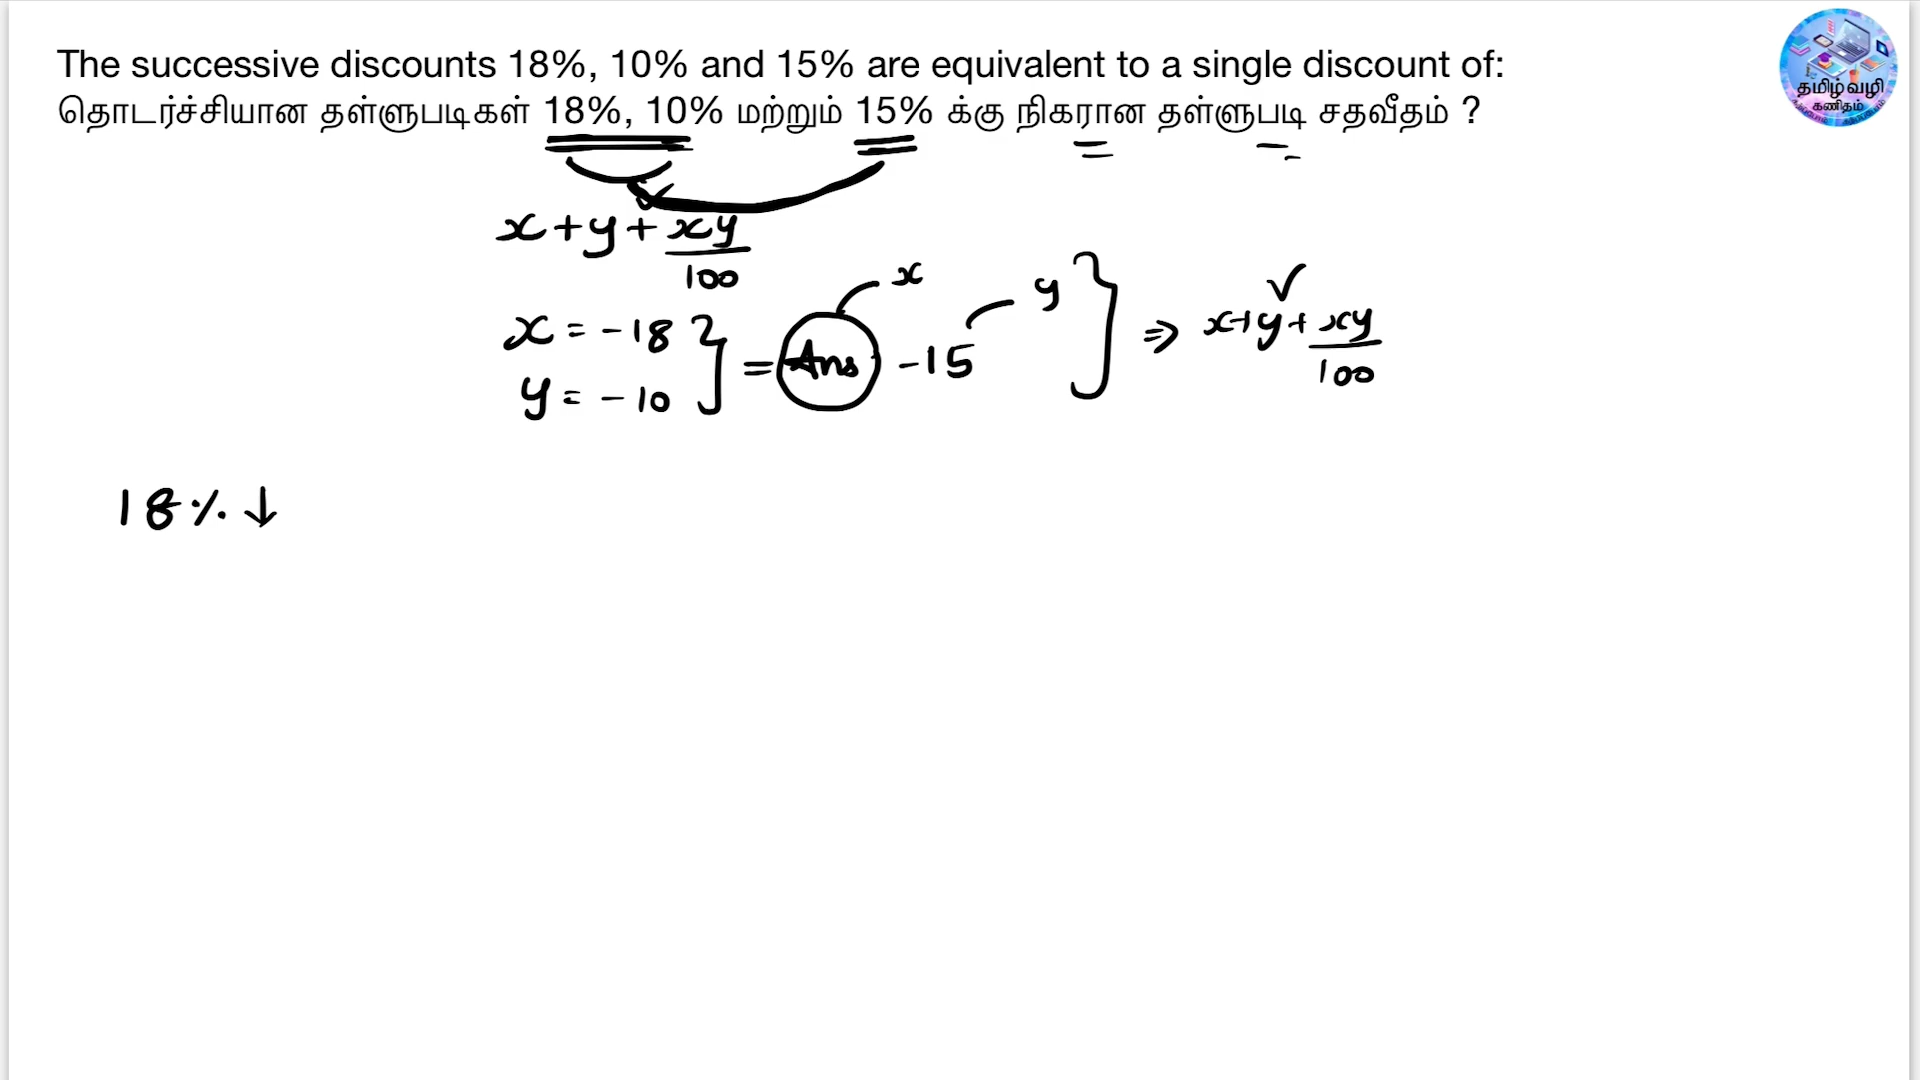 The successive discounts 18%, 10% and 15% are equivalent to a single discount of:
தொடர்ச்சியான தள்ளுபடிகள் 18%, 10% மற்றும் 15% க்கு நிகரான தள்ளுபடி சதவீதம் ?
தமிழ்வழி
கணிதம்
x+y+xy/100
x
y
x = -18
y = -10
= Ans -15
⇒ x+y+xy/100
18% ↓